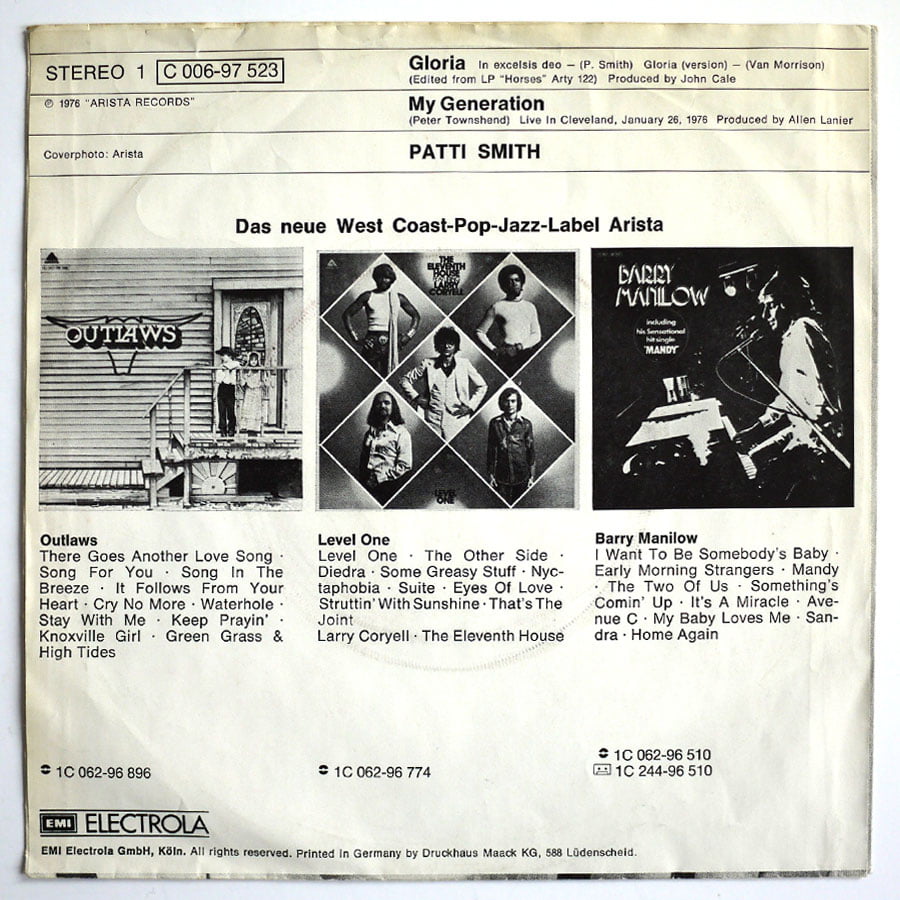 STEREO 1 C 006-97 523
Gloria In excelsis deo – (P. Smith) Gloria (version) – (Van Morrison)
(Edited from LP "Horses" Arty 122) Produced by John Cale
℗ 1976 "ARISTA RECORDS"
My Generation
(Peter Townshend) Live In Cleveland, January 26, 1976 Produced by Allen Lanier
Coverphoto: Arista
PATTI SMITH
Das neue West Coast-Pop-Jazz-Label Arista
OUTLAWS
THE
ELEVENTH
HOUSE
LARRY
CORYELL
LEVEL
ONE
BARRY
MANILOW
including
his Sensational
hit single
"MANDY"
Outlaws
There Goes Another Love Song ·
Song For You · Song In The
Breeze · It Follows From Your
Heart · Cry No More · Waterhole ·
Stay With Me · Keep Prayin' ·
Knoxville Girl · Green Grass &
High Tides
1C 062-96 896
Level One
Level One · The Other Side ·
Diedra · Some Greasy Stuff · Nyc-
taphobia · Suite · Eyes Of Love ·
Struttin' With Sunshine · That's The
Joint
Larry Coryell · The Eleventh House
1C 062-96 774
Barry Manilow
I Want To Be Somebody's Baby ·
Early Morning Strangers · Mandy
· The Two Of Us · Something's
Comin' Up · It's A Miracle · Ave-
nue C · My Baby Loves Me · San-
dra · Home Again
1C 062-96 510
1C 244-96 510
EMI ELECTROLA
EMI Electrola GmbH, Köln. All rights reserved. Printed in Germany by Druckhaus Maack KG, 588 Lüdenscheid.